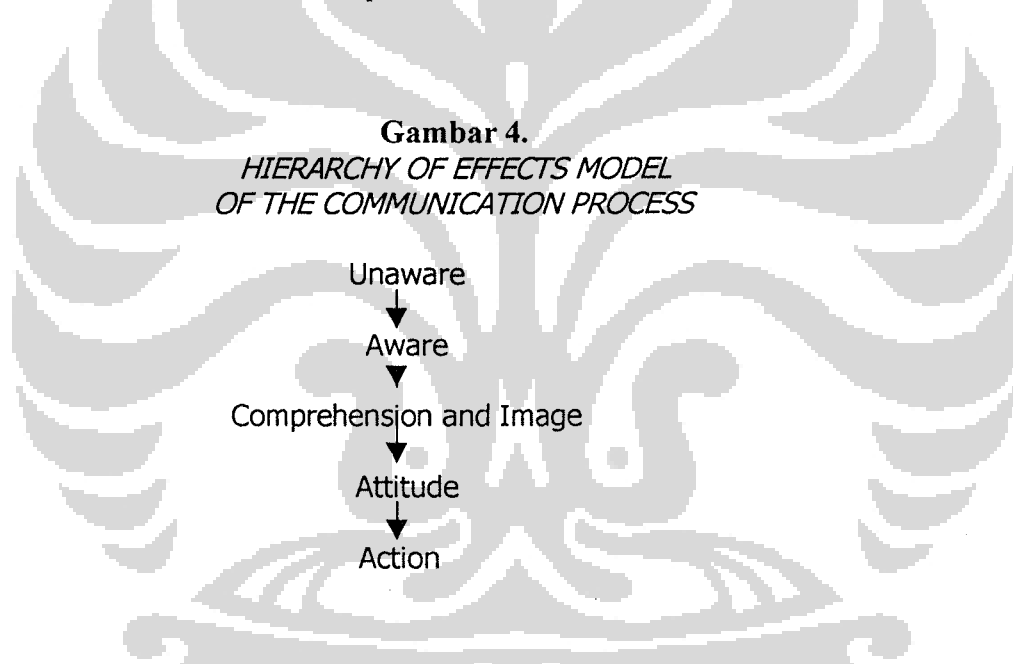 Gambar 4.
HIERARCHY OF EFFECTS MODEL
OF THE COMMUNICATION PROCESS
Unaware
Aware
Comprehension and Image
Attitude
Action